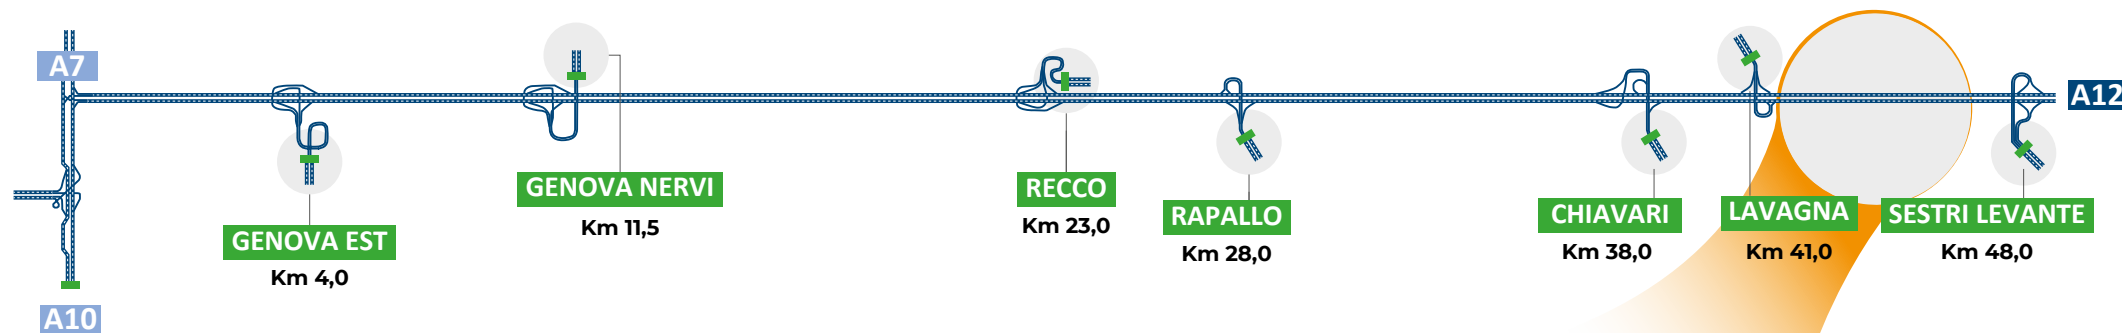 A7
A12
GENOVA NERVI
Km 11,5
RECCO
Km 23,0
RAPALLO
Km 28,0
CHIAVARI
Km 38,0
LAVAGNA
Km 41,0
SESTRI LEVANTE
Km 48,0
GENOVA EST
Km 4,0
A10